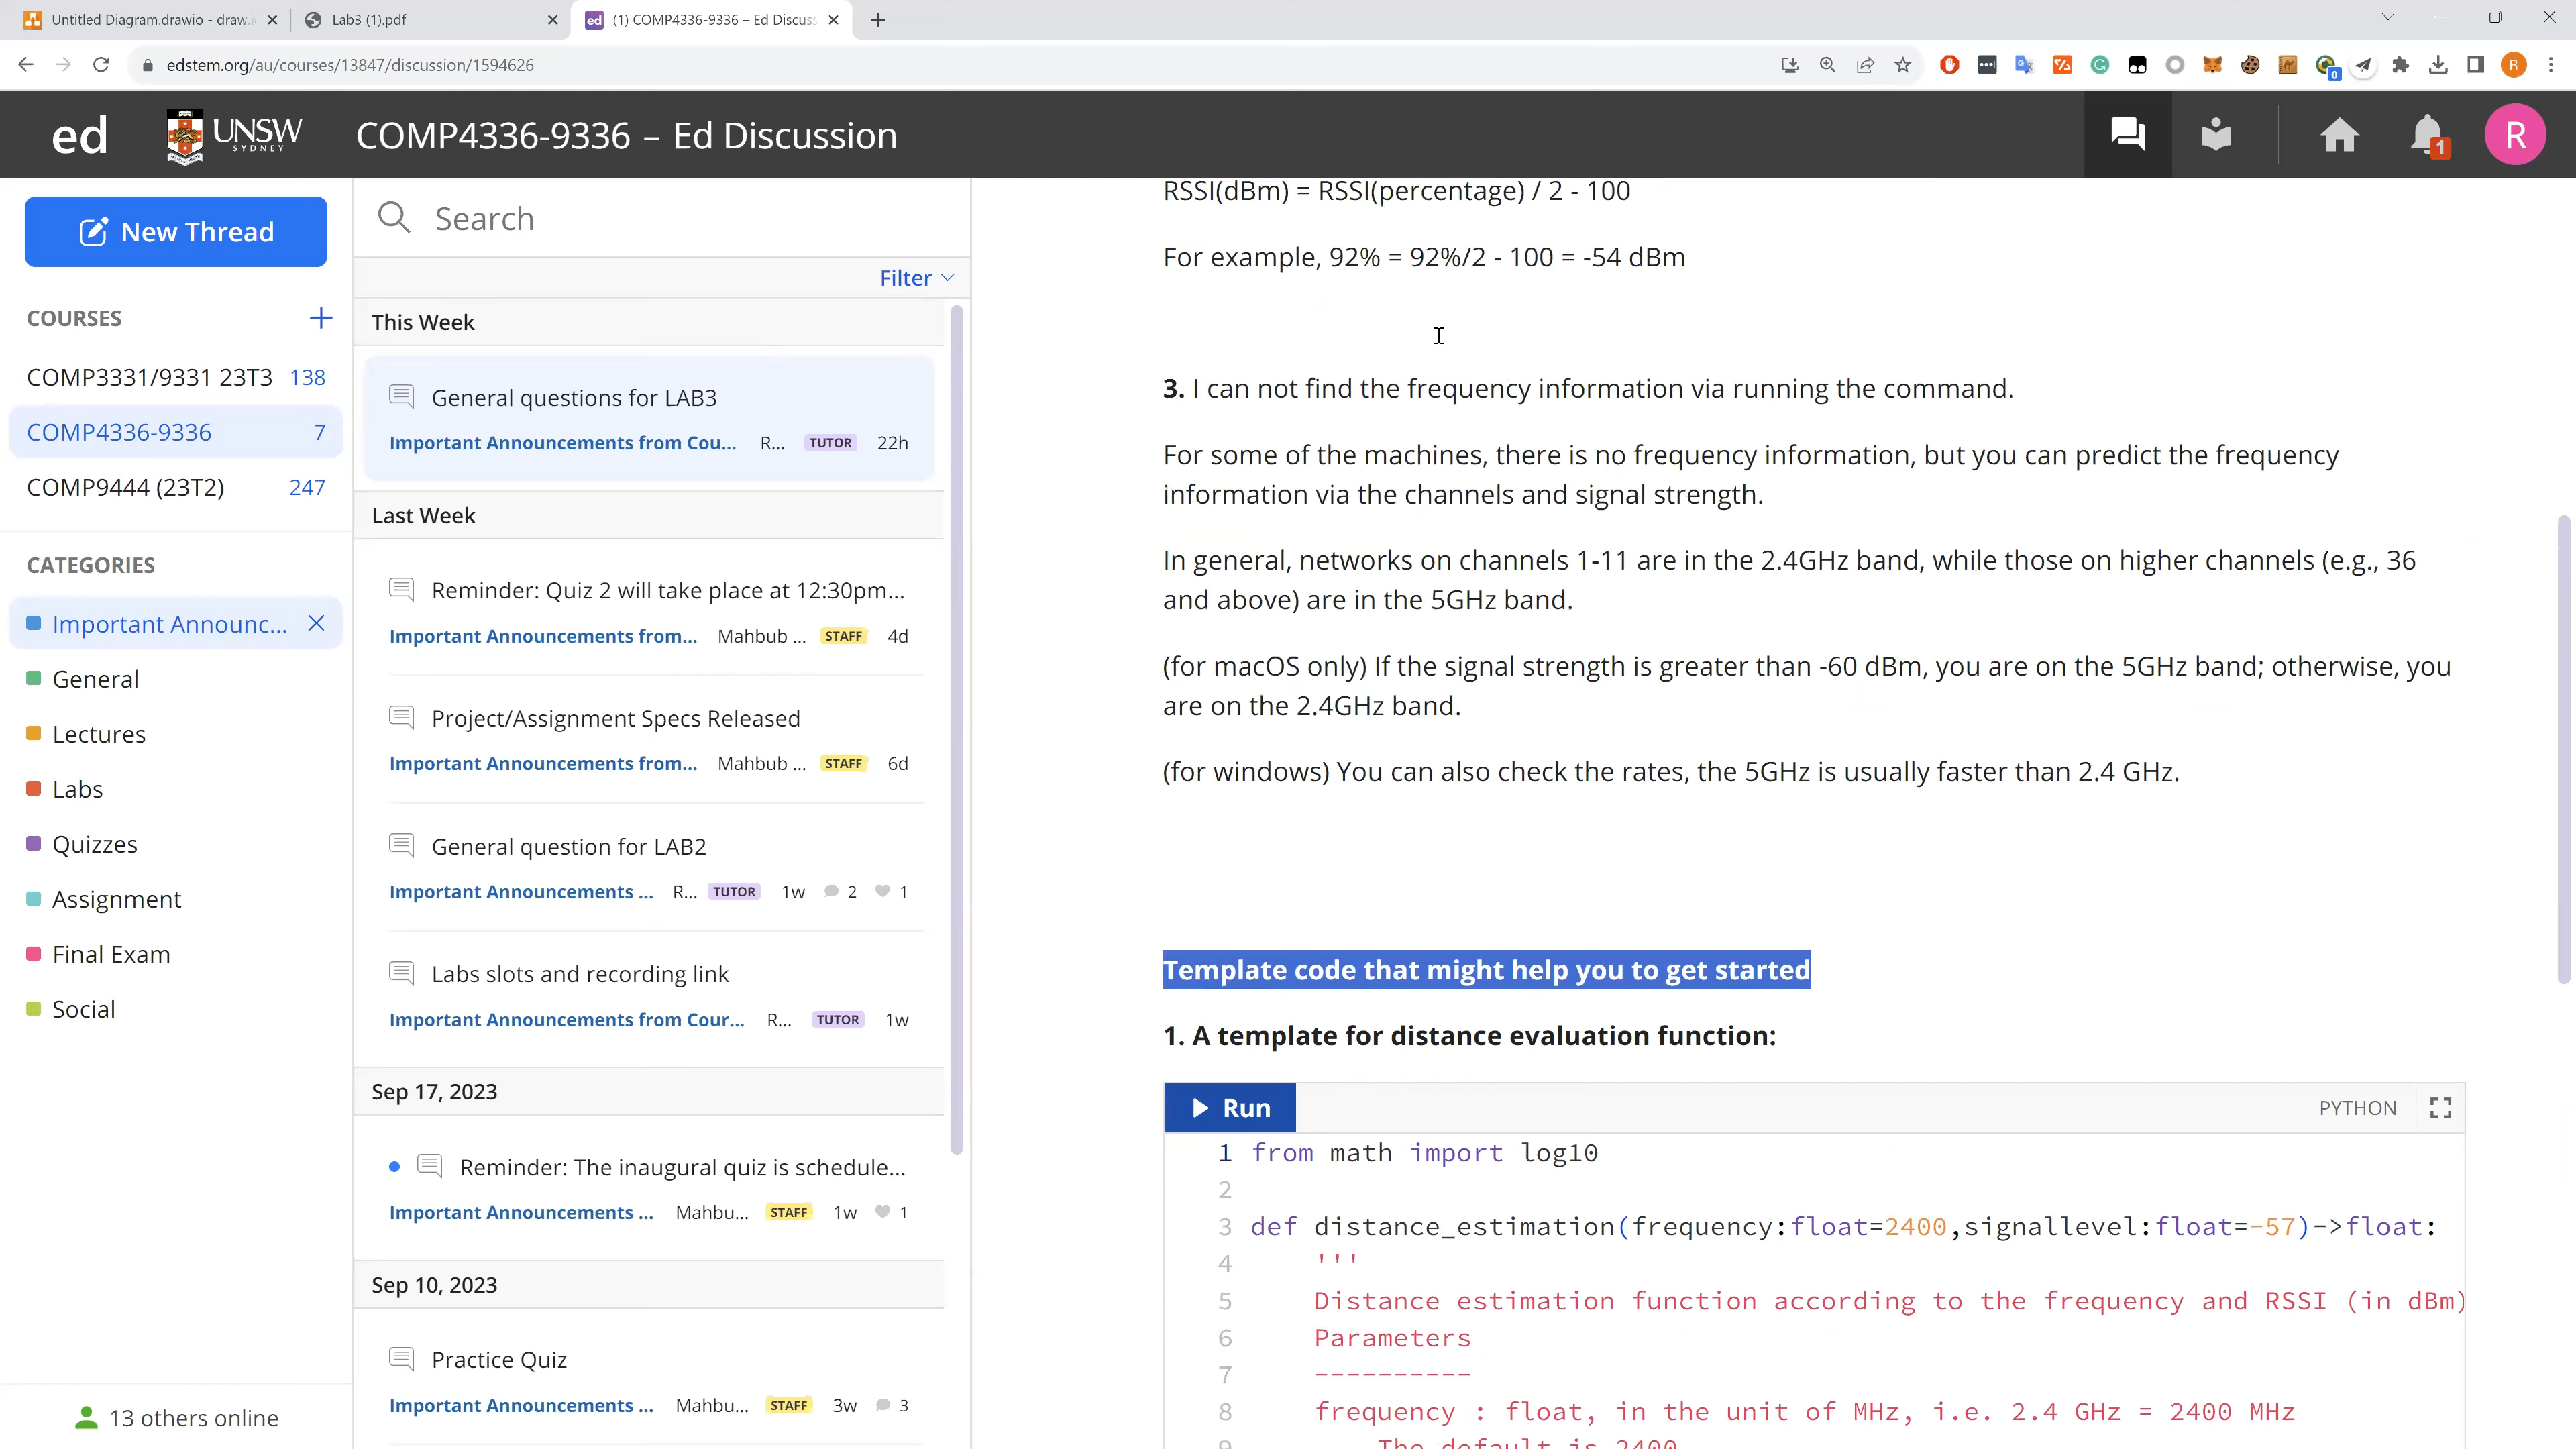 Untitled Diagram.drawio - draw.i
Lab3 (1).pdf
ed
(1) COMP4336-9336 – Ed Discuss
edstem.org/au/courses/13847/discussion/1594626
0
R
ed
UNSW
SYDNEY
COMP4336-9336 – Ed Discussion
1
R
New Thread
COURSES
COMP3331/9331 23T3 138
COMP4336-9336 7
COMP9444 (23T2) 247
CATEGORIES
Important Announc...
General
Lectures
Labs
Quizzes
Assignment
Final Exam
Social
13 others online
Search
Filter
This Week
General questions for LAB3
Important Announcements from Cou... R... TUTOR 22h
Last Week
Reminder: Quiz 2 will take place at 12:30pm...
Important Announcements from... Mahbub ... STAFF 4d
Project/Assignment Specs Released
Important Announcements from... Mahbub ... STAFF 6d
General question for LAB2
Important Announcements ... R... TUTOR 1w 2 1
Labs slots and recording link
Important Announcements from Cour... R... TUTOR 1w
Sep 17, 2023
Reminder: The inaugural quiz is schedule...
Important Announcements ... Mahbu... STAFF 1w 1
Sep 10, 2023
Practice Quiz
Important Announcements ... Mahbu... STAFF 3w 3
RSSI(dBm) = RSSI(percentage) / 2 - 100
For example, 92% = 92%/2 - 100 = -54 dBm
3. I can not find the frequency information via running the command.
For some of the machines, there is no frequency information, but you can predict the frequency
information via the channels and signal strength.
In general, networks on channels 1-11 are in the 2.4GHz band, while those on higher channels (e.g., 36
and above) are in the 5GHz band.
(for macOS only) If the signal strength is greater than -60 dBm, you are on the 5GHz band; otherwise, you
are on the 2.4GHz band.
(for windows) You can also check the rates, the 5GHz is usually faster than 2.4 GHz.
Template code that might help you to get started
1. A template for distance evaluation function:
Run
PYTHON
1 from math import log10
2
3 def distance_estimation(frequency:float=2400,signallevel:float=-57)->float:
4 '''
5 Distance estimation function according to the frequency and RSSI (in dBm)
6 Parameters
7 ----------
8 frequency : float, in the unit of MHz, i.e. 2.4 GHz = 2400 MHz
9 The default is 2400